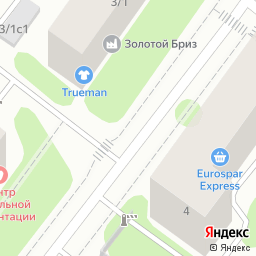 3/1
3/1с1
Золотой Бриз
Trueman
Eurospar
Express
4
нтр
льной
нтации
Яндекс